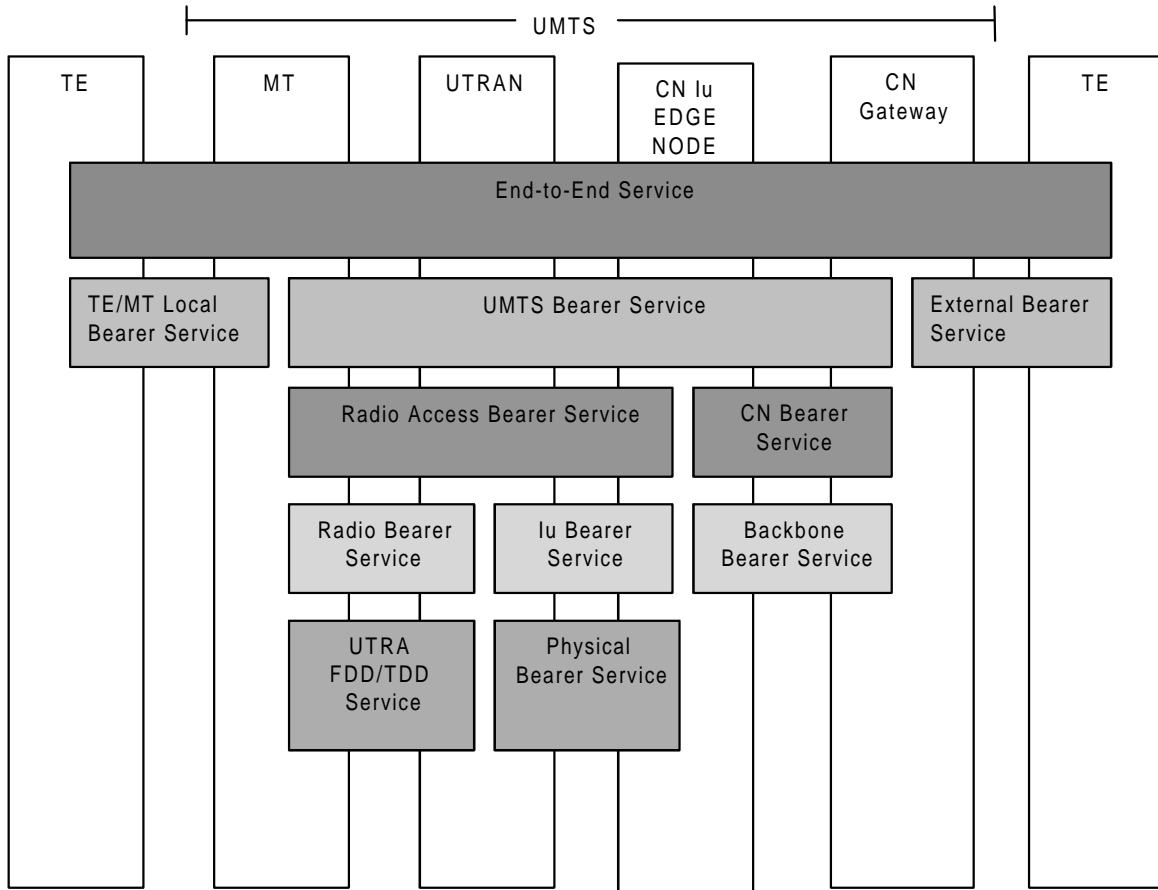 UMTS
TE
MT
UTRAN
CN Iu
EDGE
NODE
CN
Gateway
TE
End-to-End Service
TE/MT Local
Bearer Service
UMTS Bearer Service
External Bearer
Service
Radio Access Bearer Service
CN Bearer
Service
Radio Bearer
Service
Iu Bearer
Service
Backbone
Bearer Service
UTRA
FDD/TDD
Service
Physical
Bearer Service